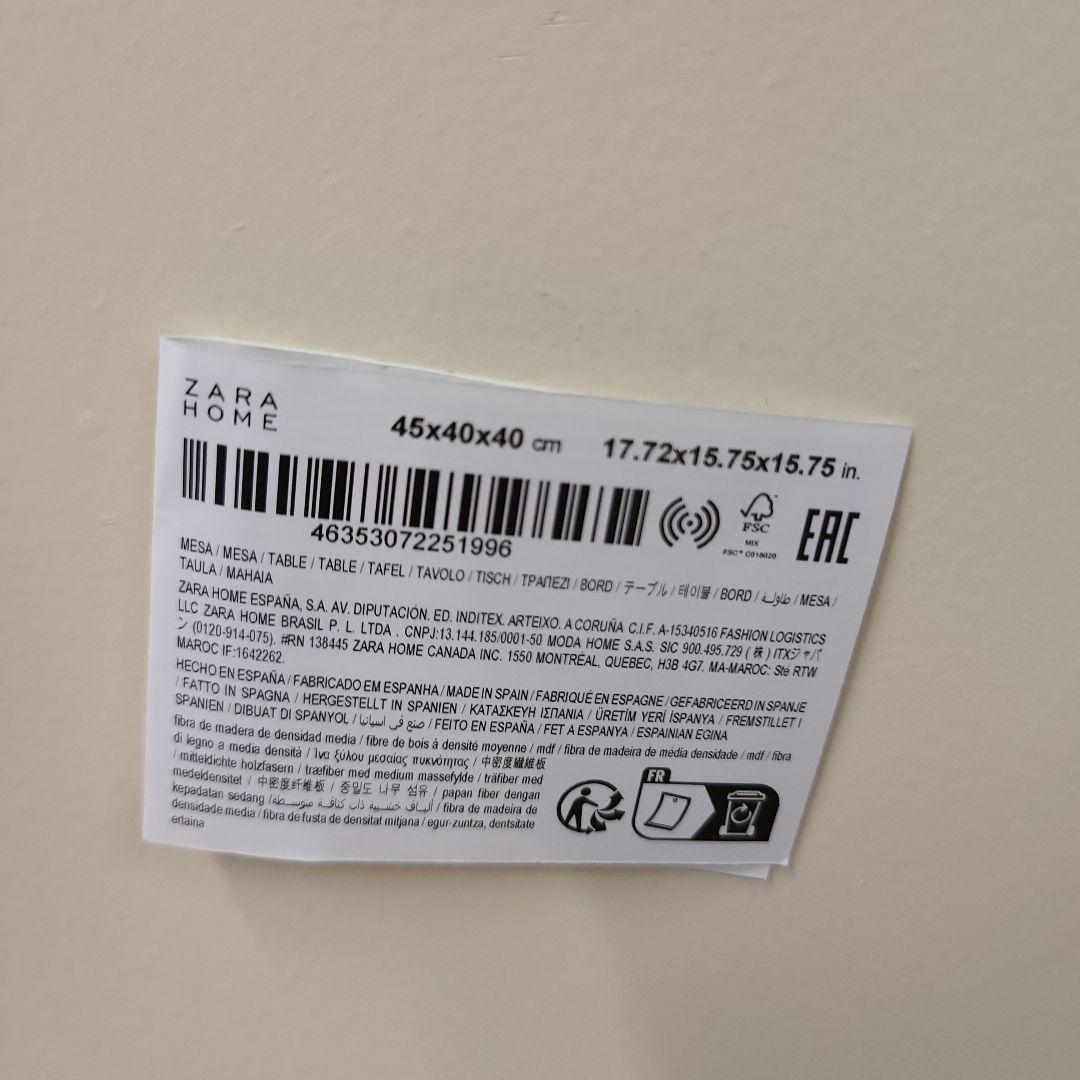 ZARA
HOME
45x40x40 cm 17.72x15.75x15.75 in.
46353072251996
FSC
MIX
FSC™ C018020
EAC
MESA / MESA / TABLE / TABLE / TAFEL / TAVOLO / TISCH / ΤΡΑΠΕΖΙ / BORD / テーブル / 테이블 / BORD / طاولة / MESA /
TAULA / MAHAIA
ZARA HOME ESPAÑA, S.A. AV. DIPUTACIÓN. ED. INDITEX. ARTEIXO. A CORUÑA C.I.F. A-15340516 FASHION LOGISTICS
LLC ZARA HOME BRASIL P. L. LTDA . CNPJ:13.144.185/0001-50 MODA HOME S.A.S. SIC 900.495.729 ( 株 ) ITXジャパ
ン (0120-914-075). #RN 138445 ZARA HOME CANADA INC. 1550 MONTRÉAL, QUEBEC, H3B 4G7. MA-MAROC: Sté RTW
MAROC IF:1642262.
HECHO EN ESPAÑA / FABRICADO EM ESPANHA / MADE IN SPAIN / FABRIQUÉ EN ESPAGNE / GEFABRICEERD IN SPANJE
/ FATTO IN SPAGNA / HERGESTELLT IN SPANIEN / ΚΑΤΑΣΚΕΥΗ ΙΣΠΑΝΙΑ / ÜRETİM YERİ İSPANYA / FREMSTILLET I
SPANIEN / DIBUAT DI SPANYOL / صنع في اسبانيا / FEITO EN ESPAÑA / FET A ESPANYA / ESPAINIAN EGINA
fibra de madera de densidad media / fibre de bois à densité moyenne / mdf / fibra de madeira de média densidade / mdf / fibra
di legno a media densità / Ίνα ξύλου μεσαίας πυκνότητας / 中密度纖維板
/ mitteldichte holzfasern / træfiber med medium massefylde / träfiber med
medeldensitet / 中密度纤维板 / 중밀도 나무 섬유 / papan fiber dengan
kepadatan sedang / ألياف خشبية ذات كثافة متوسطة / fibra de madeira de
densidade media / fibra de fusta de densitat mitjana / egur-zuntza, dentsitate
ertaina
FR